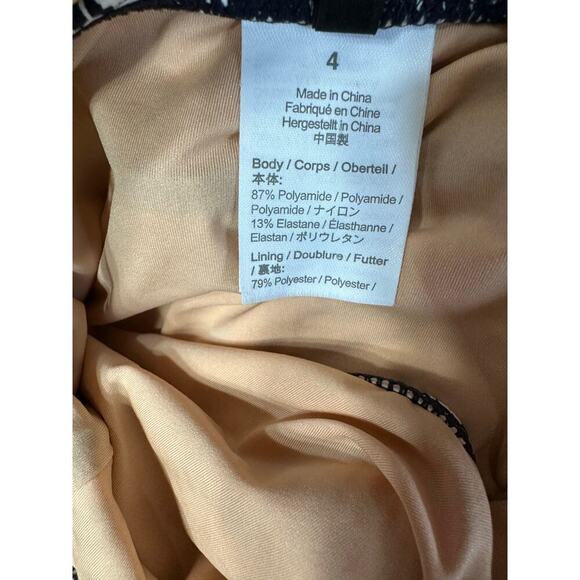 4
Made in China
Fabriqué en Chine
Hergestellt in China
中国製
Body / Corps / Oberteil /
本体:
87% Polyamide / Polyamide /
Polyamide / ナイロン
13% Elastane / Élasthanne /
Elastan / ポリウレタン
Lining / Doublure / Futter
/ 裏地:
79% Polyester / Polyester /